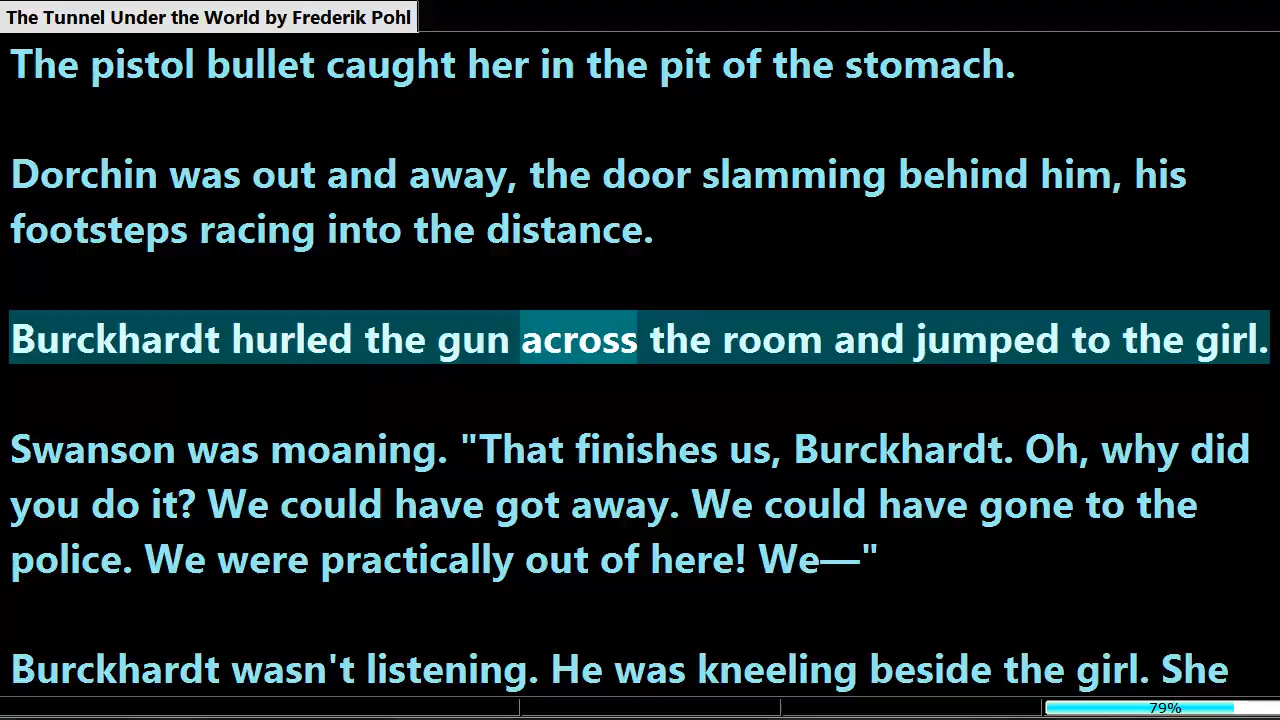 The Tunnel Under the World by Frederik Pohl
The pistol bullet caught her in the pit of the stomach.
Dorchin was out and away, the door slamming behind him, his
footsteps racing into the distance.
Burckhardt hurled the gun across the room and jumped to the girl.
Swanson was moaning. "That finishes us, Burckhardt. Oh, why did
you do it? We could have got away. We could have gone to the
police. We were practically out of here! We—"
Burckhardt wasn't listening. He was kneeling beside the girl. She
79%